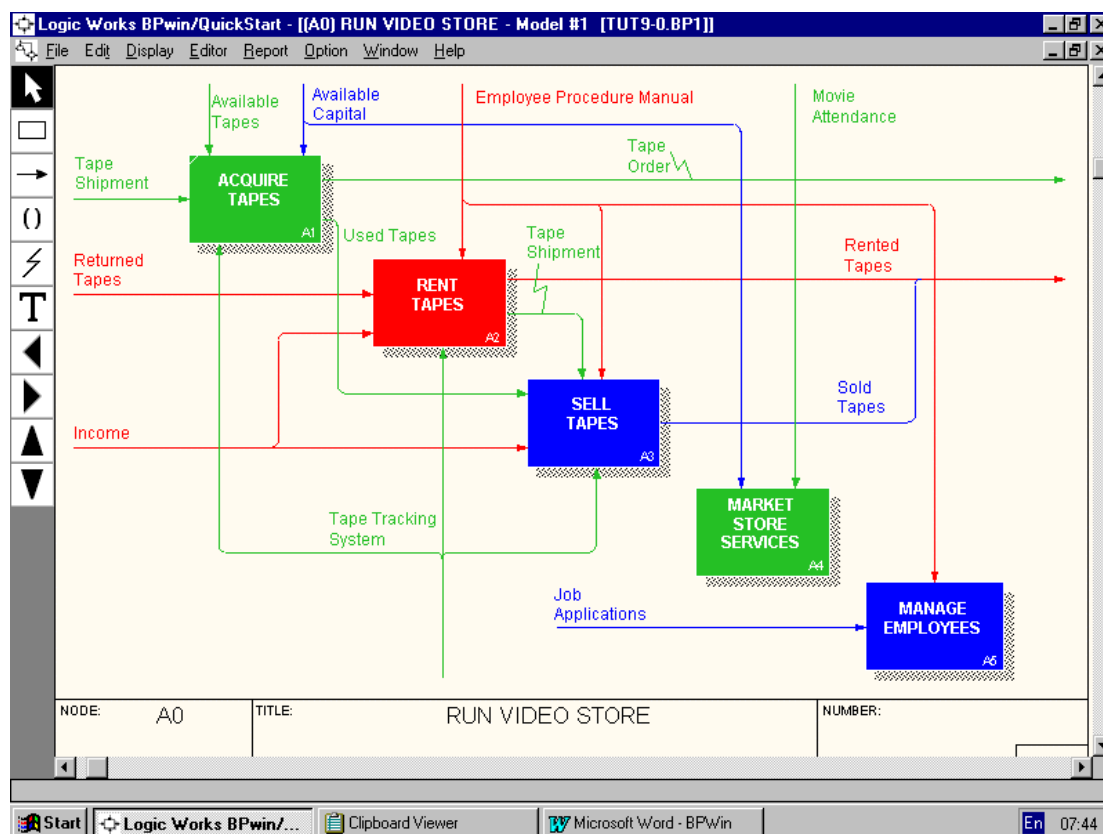 Logic Works BPwin/QuickStart - [(A0) RUN VIDEO STORE - Model #1 [TUT9-0.BP1]]
File Edit Display Editor Report Option Window Help
Available
Tapes
Available
Capital
Employee Procedure Manual
Movie
Attendance
Tape
Shipment
ACQUIRE
TAPES
A1
Tape
Order
Used Tapes
Tape
Shipment
Rented
Tapes
Returned
Tapes
RENT
TAPES
A2
SELL
TAPES
A3
Sold
Tapes
Income
Tape Tracking
System
MARKET
STORE
SERVICES
A4
Job
Applications
MANAGE
EMPLOYEES
A5
NODE: A0 TITLE: RUN VIDEO STORE NUMBER:
Start Logic Works BPwin/... Clipboard Viewer Microsoft Word - BPWin En 07:44